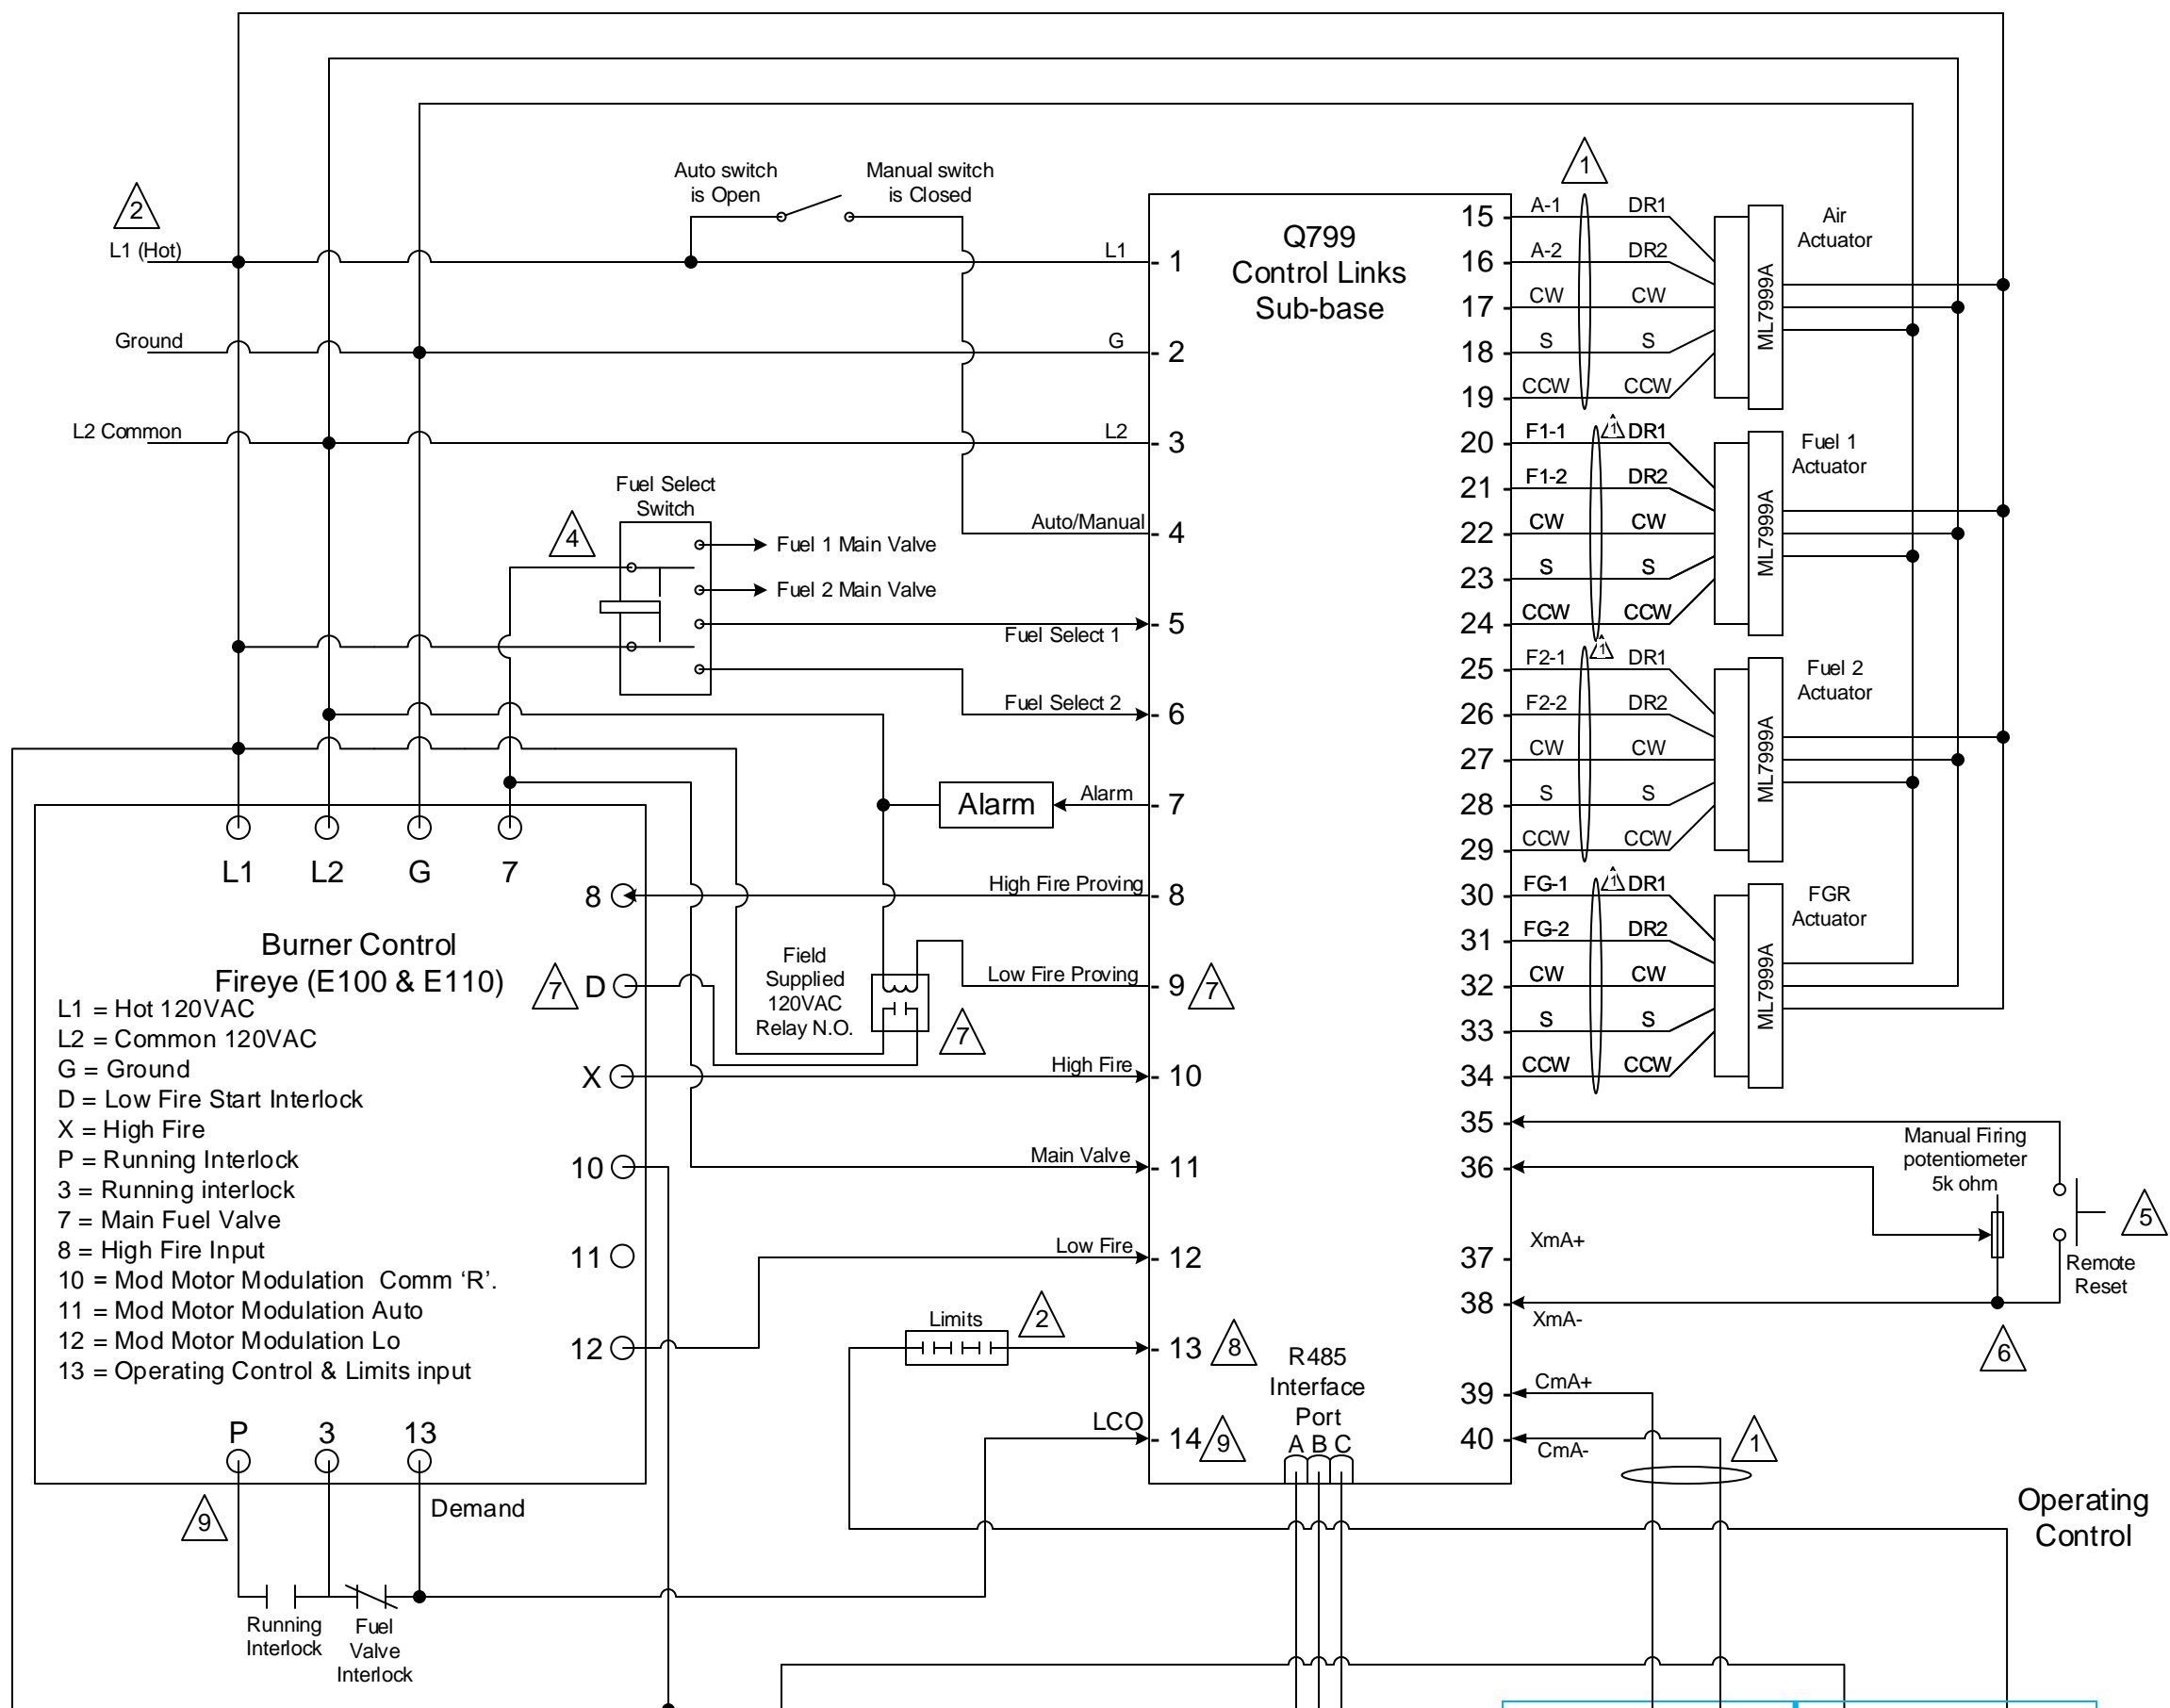 Auto switch
is Open
Manual switch
is Closed
2
L1 (Hot)
Ground
L2 Common
L1
G
L2
Auto/Manual
Fuel Select
Switch
4
Fuel 1 Main Valve
Fuel 2 Main Valve
Fuel Select 1
Fuel Select 2
Alarm
Alarm
High Fire Proving
Low Fire Proving
Field
Supplied
120VAC
Relay N.O.
7
High Fire
Main Valve
Low Fire
Limits
2
LCO
Q799
Control Links
Sub-base
- 1
- 2
- 3
- 4
- 5
- 6
- 7
- 8
- 9
7
- 10
- 11
- 12
- 13
8
- 14
9
R485
Interface
Port
A B C
1
15 A-1 DR1
16 A-2 DR2
17 CW CW
18 S S
19 CCW CCW
ML7999A
Air
Actuator
1
20 F1-1 DR1
21 F1-2 DR2
22 CW CW
23 S S
24 CCW CCW
ML7999A
Fuel 1
Actuator
1
25 F2-1 DR1
26 F2-2 DR2
27 CW CW
28 S S
29 CCW CCW
ML7999A
Fuel 2
Actuator
1
30 FG-1 DR1
31 FG-2 DR2
32 CW CW
33 S S
34 CCW CCW
ML7999A
FGR
Actuator
35
36
37 XmA+
38 XmA-
39 CmA+
40 CmA-
Manual Firing
potentiometer
5k ohm
5
Remote
Reset
6
1
Operating
Control
L1 L2 G 7
8
D
7
X
10
11
12
Burner Control
Fireye (E100 & E110)
L1 = Hot 120VAC
L2 = Common 120VAC
G = Ground
D = Low Fire Start Interlock
X = High Fire
P = Running Interlock
3 = Running interlock
7 = Main Fuel Valve
8 = High Fire Input
10 = Mod Motor Modulation Comm ‘R’.
11 = Mod Motor Modulation Auto
12 = Mod Motor Modulation Lo
13 = Operating Control & Limits input
P 3 13
9
Demand
Running
Interlock
Fuel
Valve
Interlock